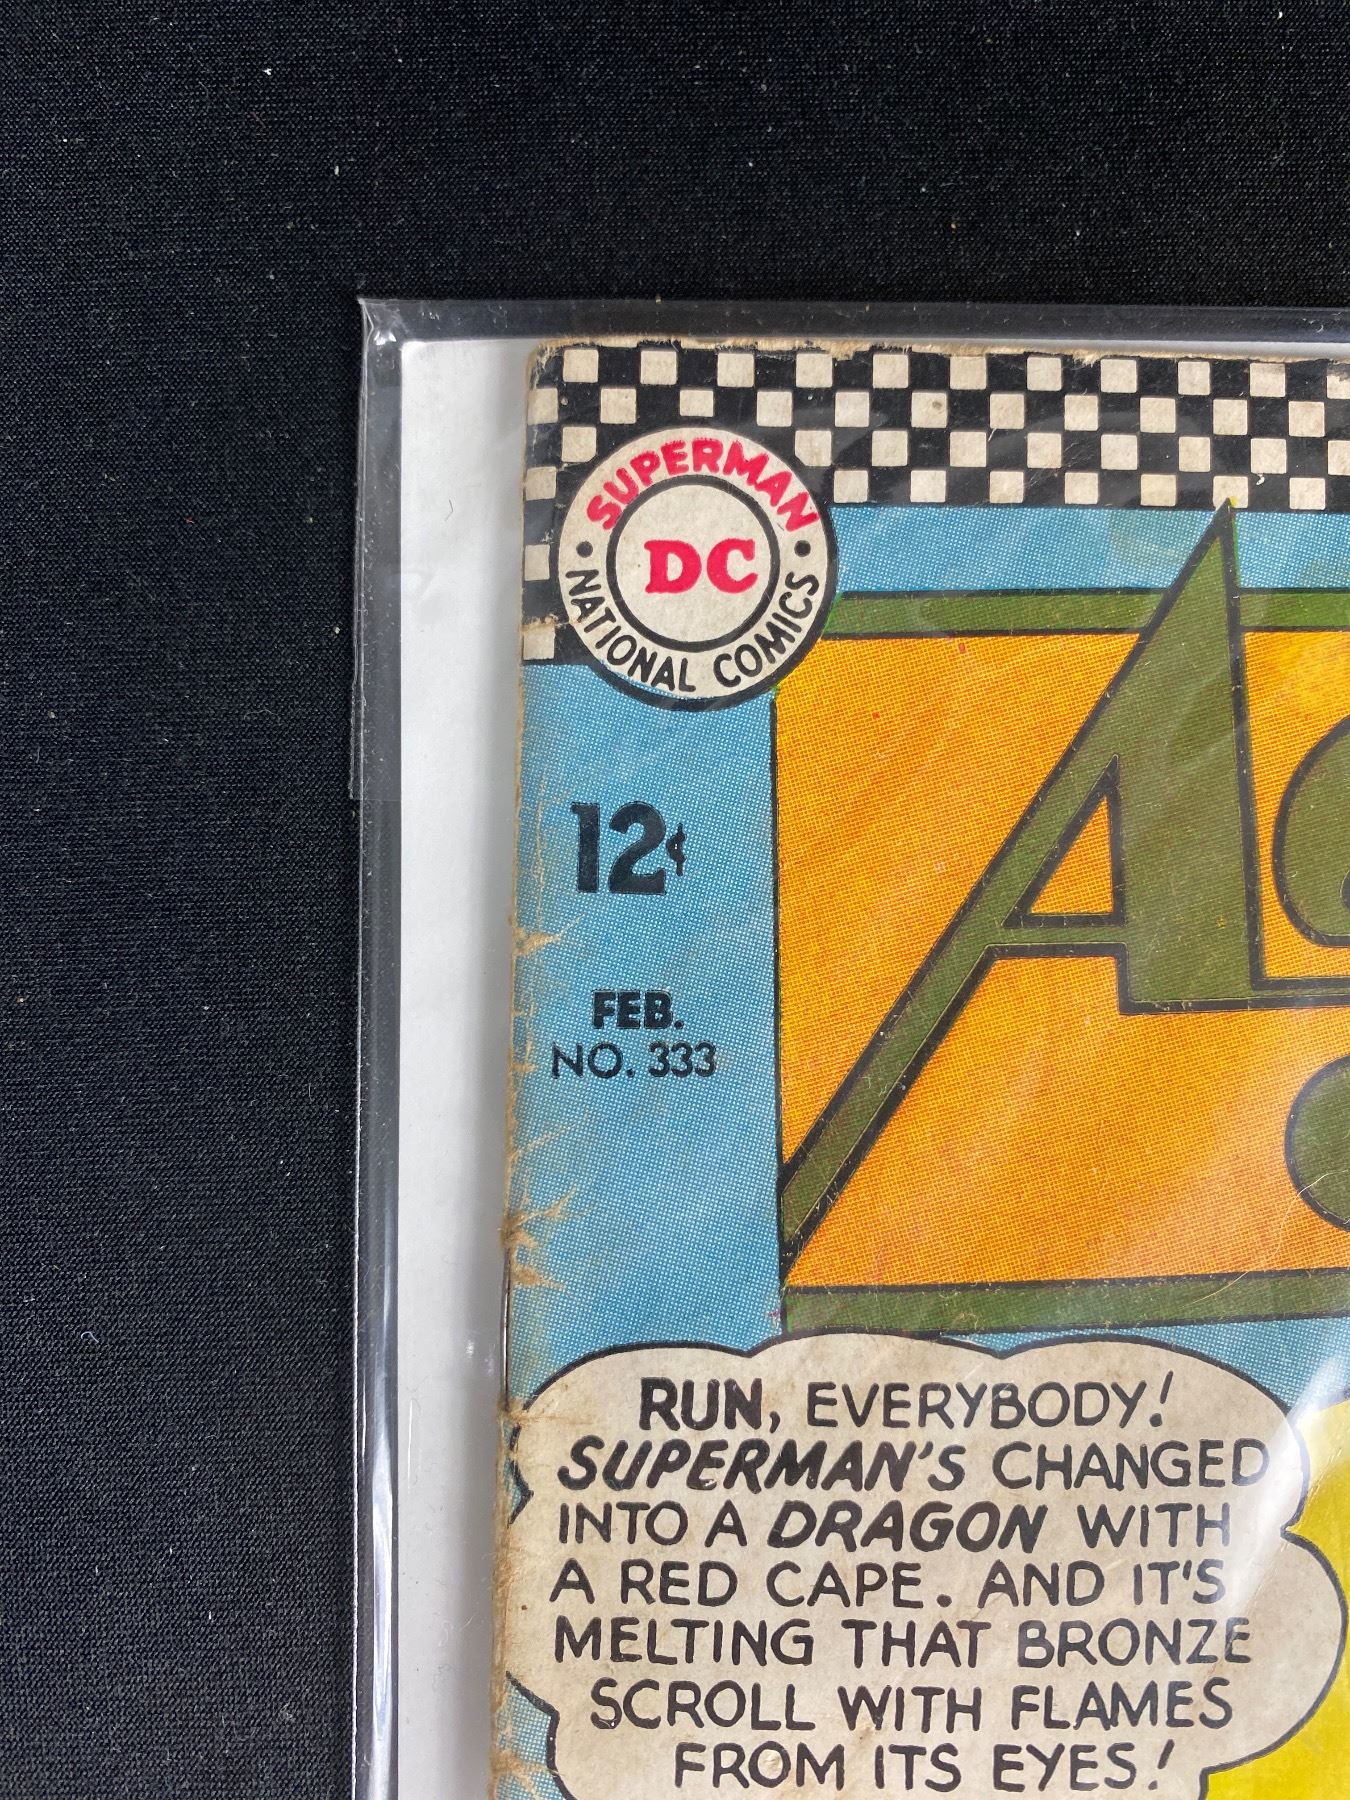 SUPERMAN
DC
NATIONAL COMICS
12¢
FEB.
NO. 333
RUN, EVERYBODY!
SUPERMAN'S CHANGED
INTO A DRAGON WITH
A RED CAPE. AND IT'S
MELTING THAT BRONZE
SCROLL WITH FLAMES
FROM ITS EYES!